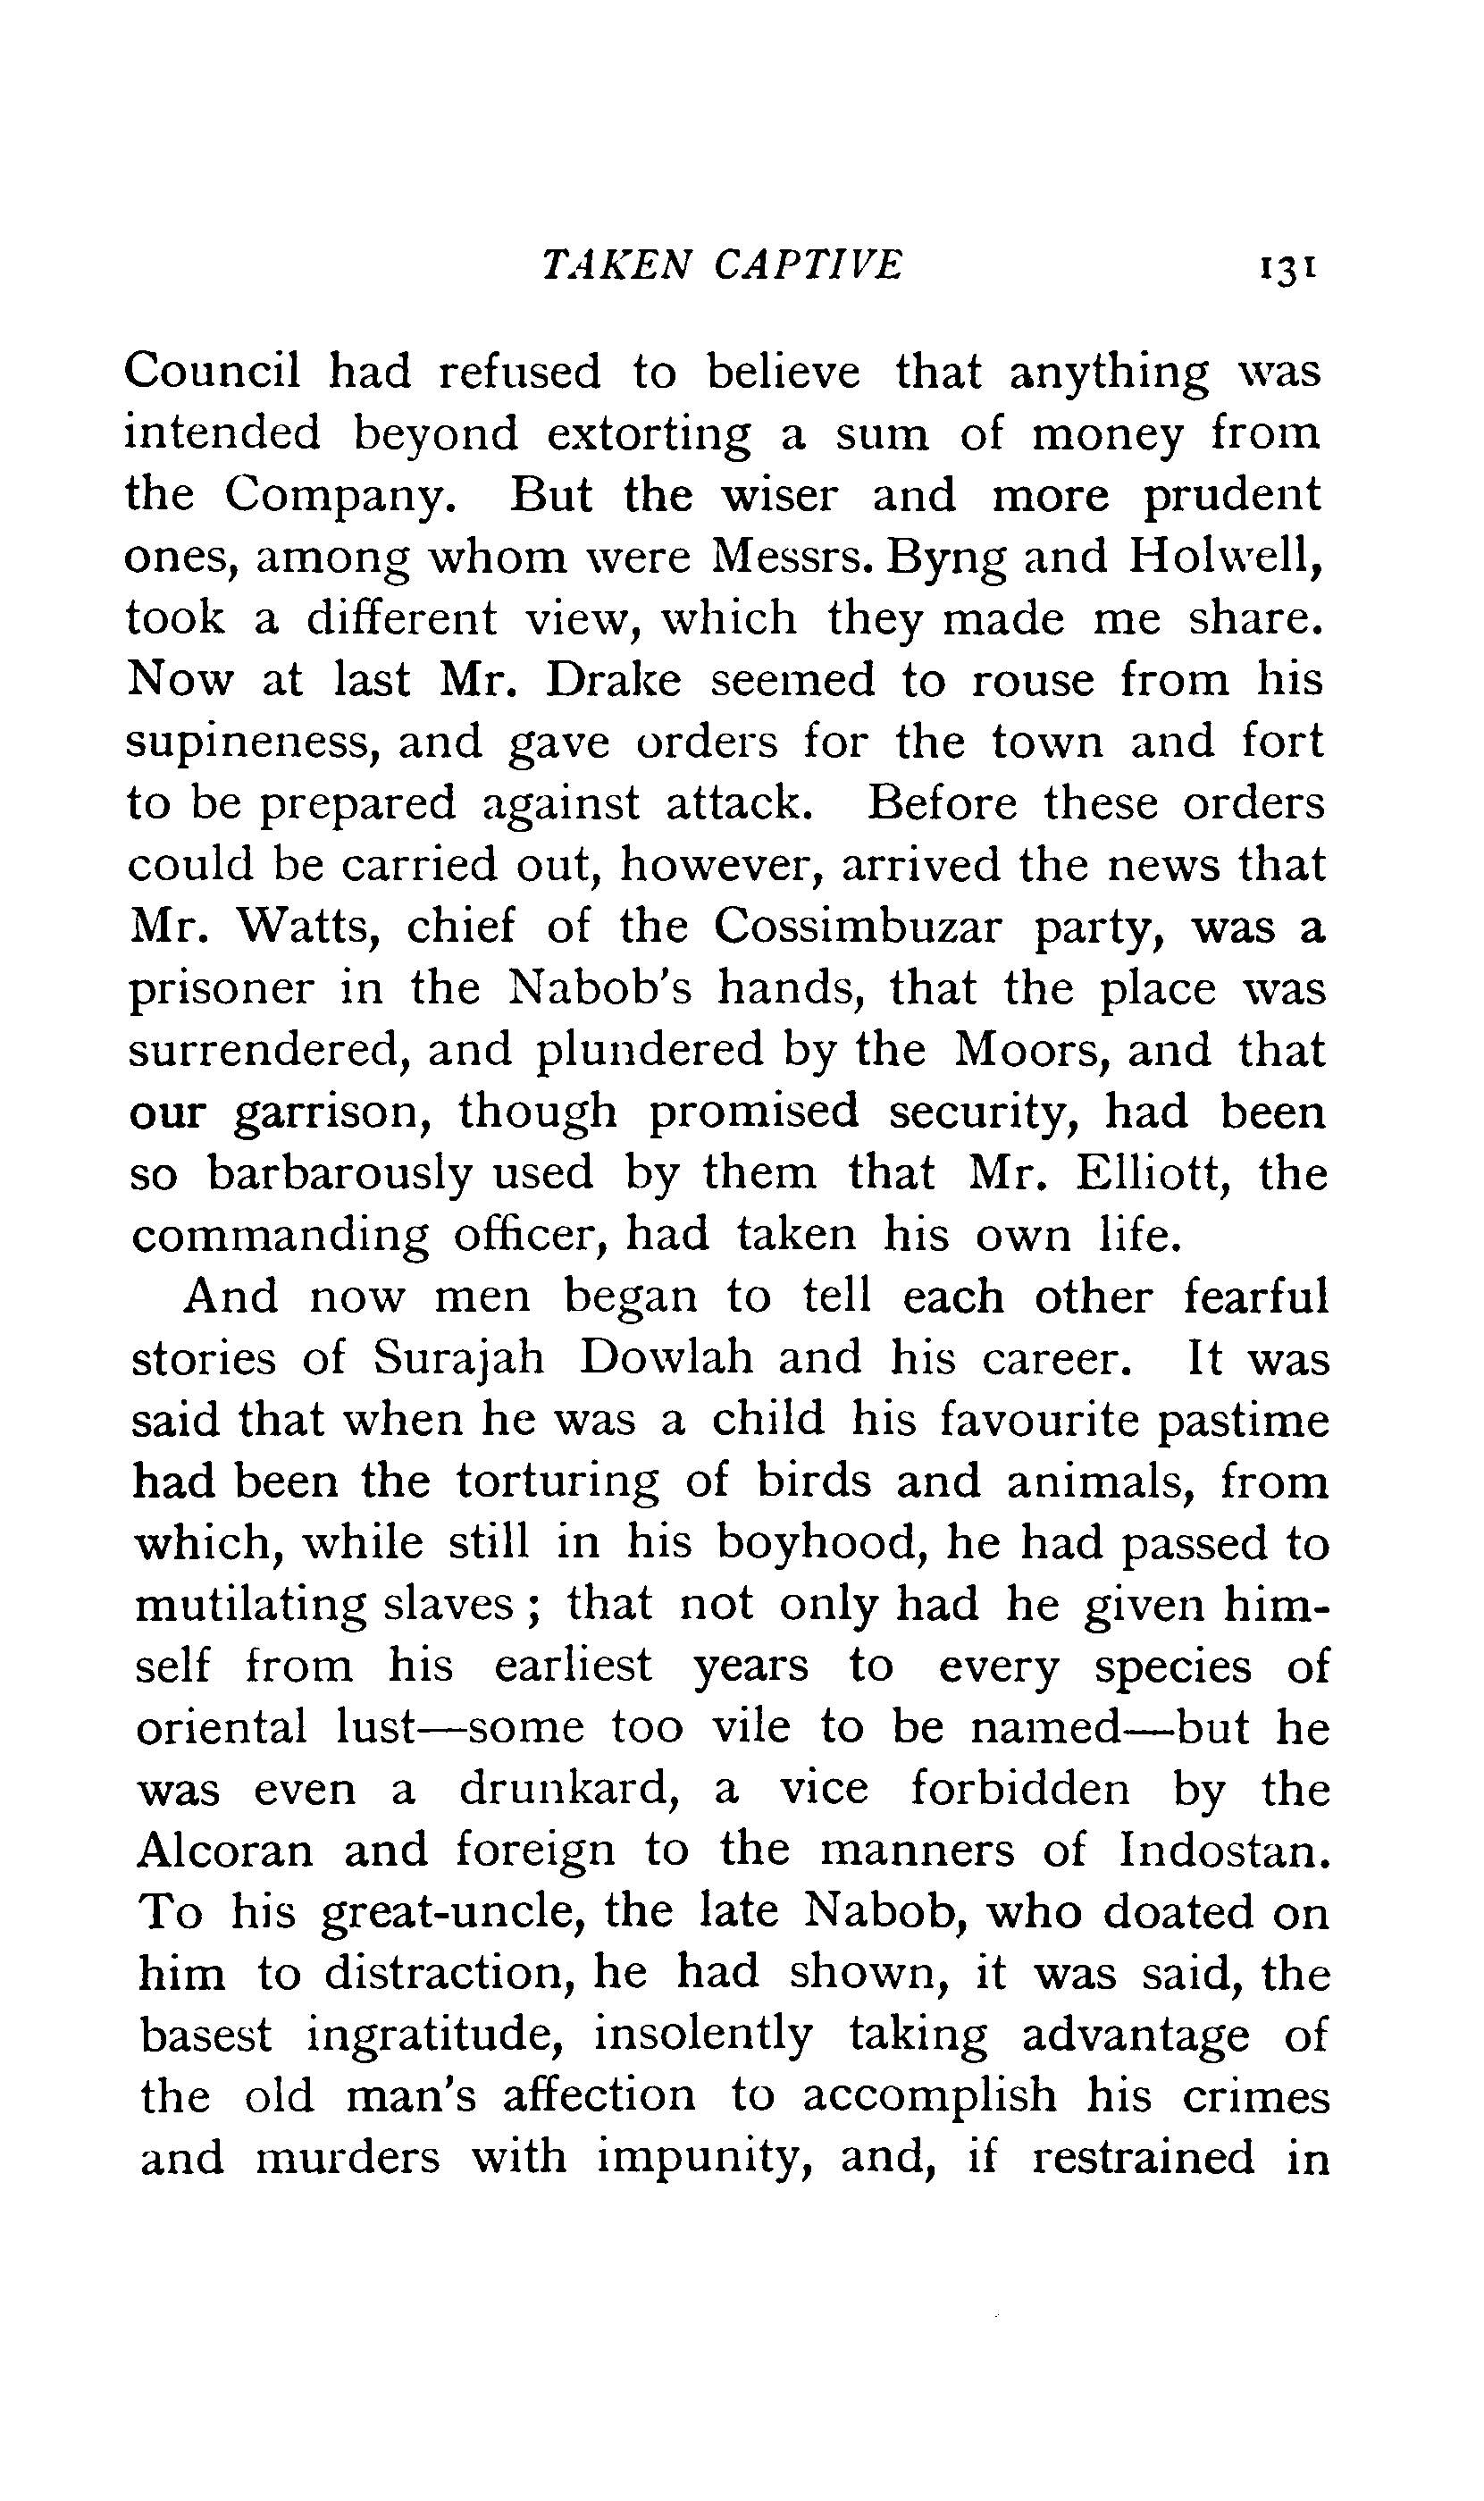 TAKEN CAPTIVE 131
Council had refused to believe that anything was
intended beyond extorting a sum of money from
the Company. But the wiser and more prudent
ones, among whom were Messrs. Byng and Holwell,
took a different view, which they made me share.
Now at last Mr. Drake seemed to rouse from his
supineness, and gave orders for the town and fort
to be prepared against attack. Before these orders
could be carried out, however, arrived the news that
Mr. Watts, chief of the Cossimbuzar party, was a
prisoner in the Nabob's hands, that the place was
surrendered, and plundered by the Moors, and that
our garrison, though promised security, had been
so barbarously used by them that Mr. Elliott, the
commanding officer, had taken his own life.
And now men began to tell each other fearful
stories of Surajah Dowlah and his career. It was
said that when he was a child his favourite pastime
had been the torturing of birds and animals, from
which, while still in his boyhood, he had passed to
mutilating slaves ; that not only had he given him-
self from his earliest years to every species of
oriental lust—some too vile to be named—but he
was even a drunkard, a vice forbidden by the
Alcoran and foreign to the manners of Indostan.
To his great-uncle, the late Nabob, who doated on
him to distraction, he had shown, it was said, the
basest ingratitude, insolently taking advantage of
the old man's affection to accomplish his crimes
and murders with impunity, and, if restrained in